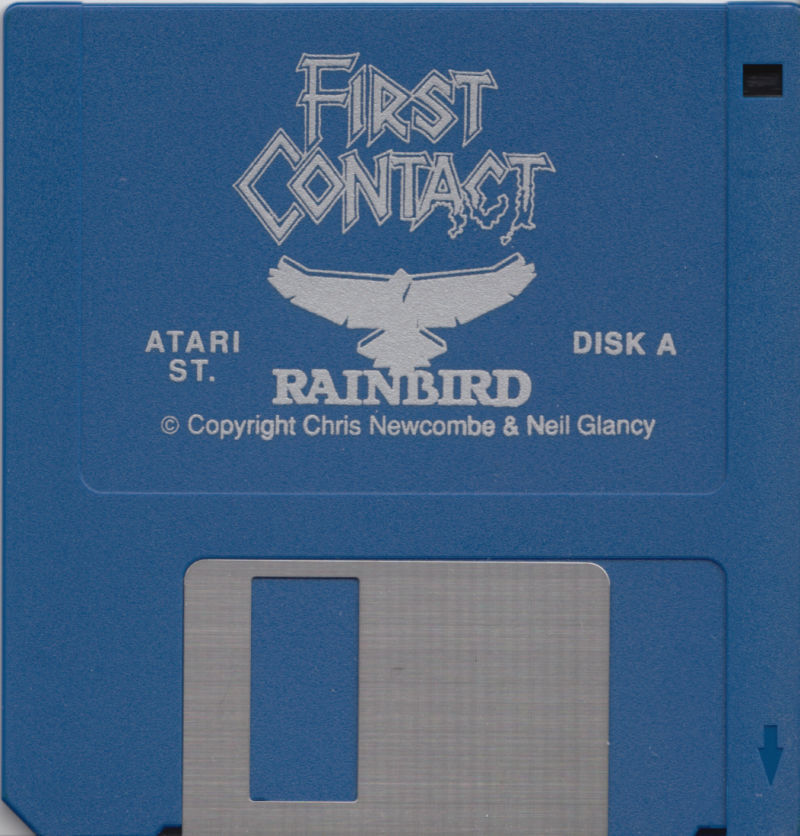 FIRST
CONTACT
ATARI
ST.
DISK A
RAINBIRD
© Copyright Chris Newcombe & Neil Glancy